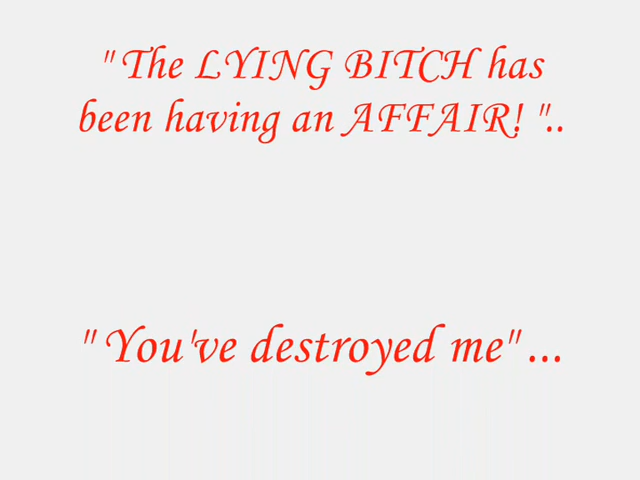 " The LYING BITCH has
been having an AFFAIR! "..
" You've destroyed me" ...